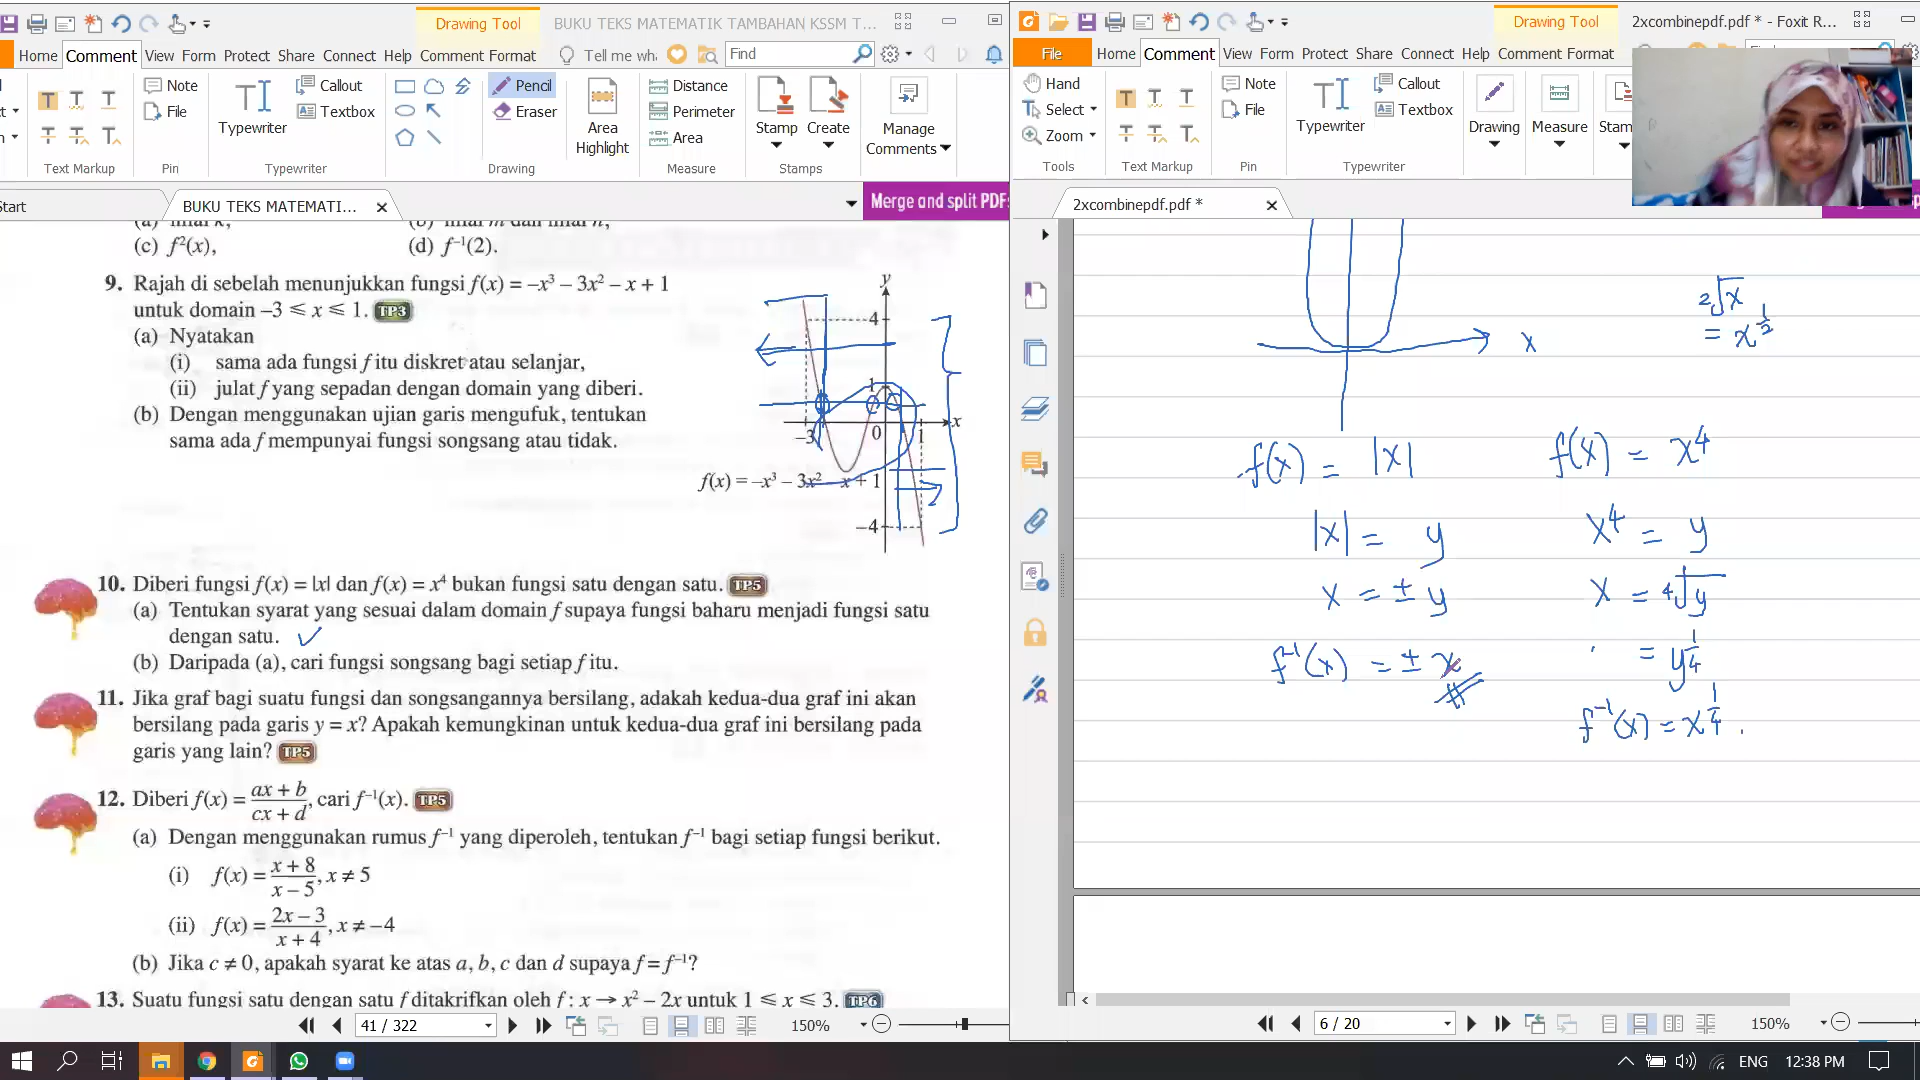 Drawing Tool
BUKU TEKS MATEMATIK TAMBAHAN KSSM T...
Home Comment View Form Protect Share Connect Help Comment Format Tell me wh Find
Note
File
Typewriter
Callout
Textbox
Pencil
Eraser
Area Highlight
Distance
Perimeter
Area
Stamp
Create
Manage Comments
Text Markup Pin Typewriter Drawing Measure Stamps
Start
BUKU TEKS MATEMATI...
Merge and split PDFs
(c) f²(x), (d) f⁻¹(2).
9. Rajah di sebelah menunjukkan fungsi f(x) = –x³ – 3x² – x + 1
untuk domain –3 ⩽ x ⩽ 1. TP3
(a) Nyatakan
(i) sama ada fungsi f itu diskret atau selanjar,
(ii) julat f yang sepadan dengan domain yang diberi.
(b) Dengan menggunakan ujian garis mengufuk, tentukan
sama ada f mempunyai fungsi songsang atau tidak.
y
4
1
–3 0 1 x
f(x) = –x³ – 3x² – x + 1
–4
10. Diberi fungsi f(x) = |x| dan f(x) = x⁴ bukan fungsi satu dengan satu. TP5
(a) Tentukan syarat yang sesuai dalam domain f supaya fungsi baharu menjadi fungsi satu
dengan satu. ✓
(b) Daripada (a), cari fungsi songsang bagi setiap f itu.
11. Jika graf bagi suatu fungsi dan songsangannya bersilang, adakah kedua-dua graf ini akan
bersilang pada garis y = x? Apakah kemungkinan untuk kedua-dua graf ini bersilang pada
garis yang lain? TP5
12. Diberi f(x) = (ax + b)/(cx + d), cari f⁻¹(x). TP5
(a) Dengan menggunakan rumus f⁻¹ yang diperoleh, tentukan f⁻¹ bagi setiap fungsi berikut.
(i) f(x) = (x + 8)/(x – 5), x ≠ 5
(ii) f(x) = (2x – 3)/(x + 4), x ≠ –4
(b) Jika c ≠ 0, apakah syarat ke atas a, b, c dan d supaya f = f⁻¹?
13. Suatu fungsi satu dengan satu f ditakrifkan oleh f : x → x² – 2x untuk 1 ⩽ x ⩽ 3. TP6
41 / 322
150%
Drawing Tool
2xcombinepdf.pdf * - Foxit R...
File Home Comment View Form Protect Share Connect Help Comment Format
Hand
Select
Zoom
Note
File
Typewriter
Callout
Textbox
Drawing
Measure
Stam
Tools Text Markup Pin Typewriter
2xcombinepdf.pdf *
x
²√x
= x^½
f(x) = |x|
|x| = y
x = ± y
f⁻¹(x) = ± x
f(x) = x⁴
x⁴ = y
x = ⁴√y
= y^¼
f⁻¹(x) = x^¼.
6 / 20
150%
ENG 12:38 PM